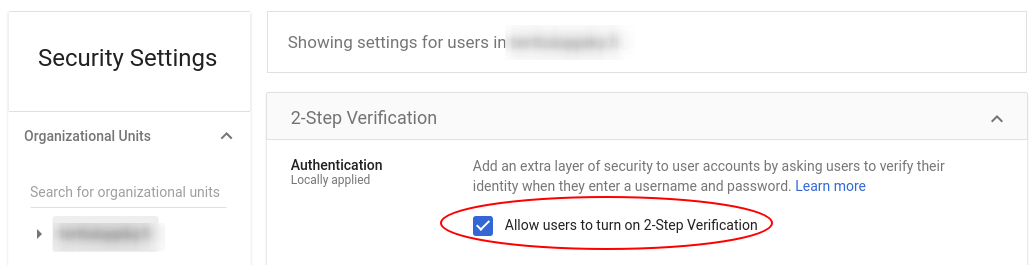 Security Settings
Organizational Units
Search for organizational units
Showing settings for users in
2-Step Verification
Authentication
Locally applied
Add an extra layer of security to user accounts by asking users to verify their
identity when they enter a username and password. Learn more
Allow users to turn on 2-Step Verification